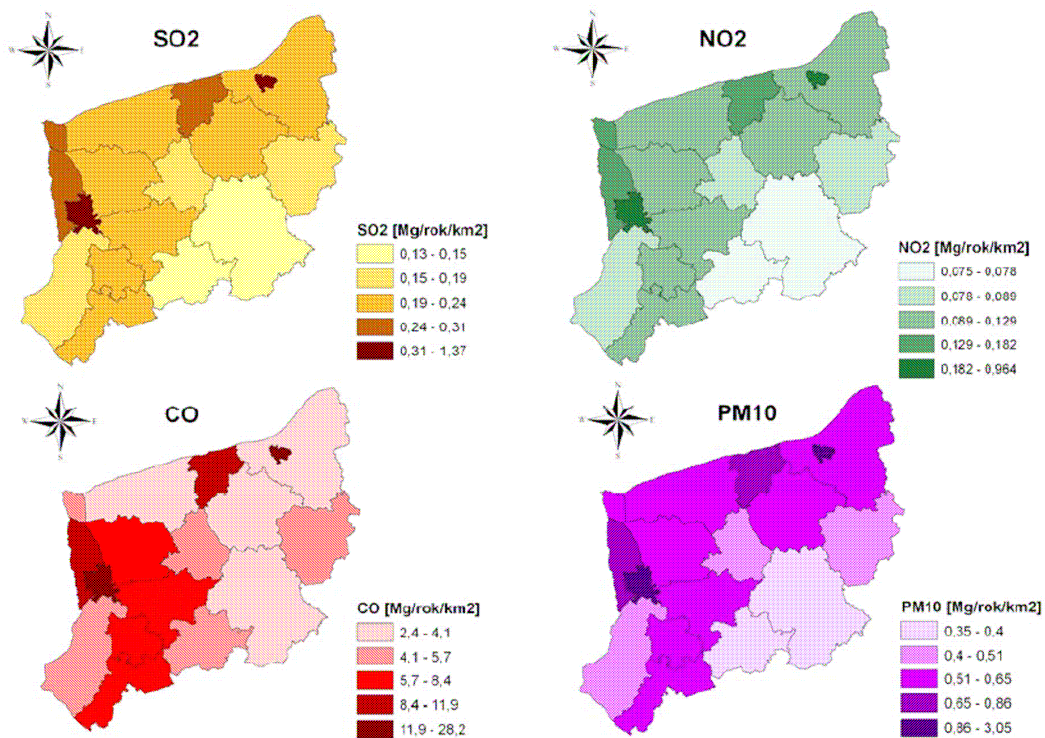 SO2
N
W
E
S
SO2 [Mg/rok/km2]
0,13 - 0,15
0,15 - 0,19
0,19 - 0,24
0,24 - 0,31
0,31 - 1,37
NO2
N
W
E
S
NO2 [Mg/rok/km2]
0,075 - 0,078
0,078 - 0,089
0,089 - 0,129
0,129 - 0,182
0,182 - 0,964
CO
N
W
E
S
CO [Mg/rok/km2]
2,4 - 4,1
4,1 - 5,7
5,7 - 8,4
8,4 - 11,9
11,9 - 28,2
PM10
N
W
E
S
PM10 [Mg/rok/km2]
0,35 - 0,4
0,4 - 0,51
0,51 - 0,65
0,65 - 0,86
0,86 - 3,05